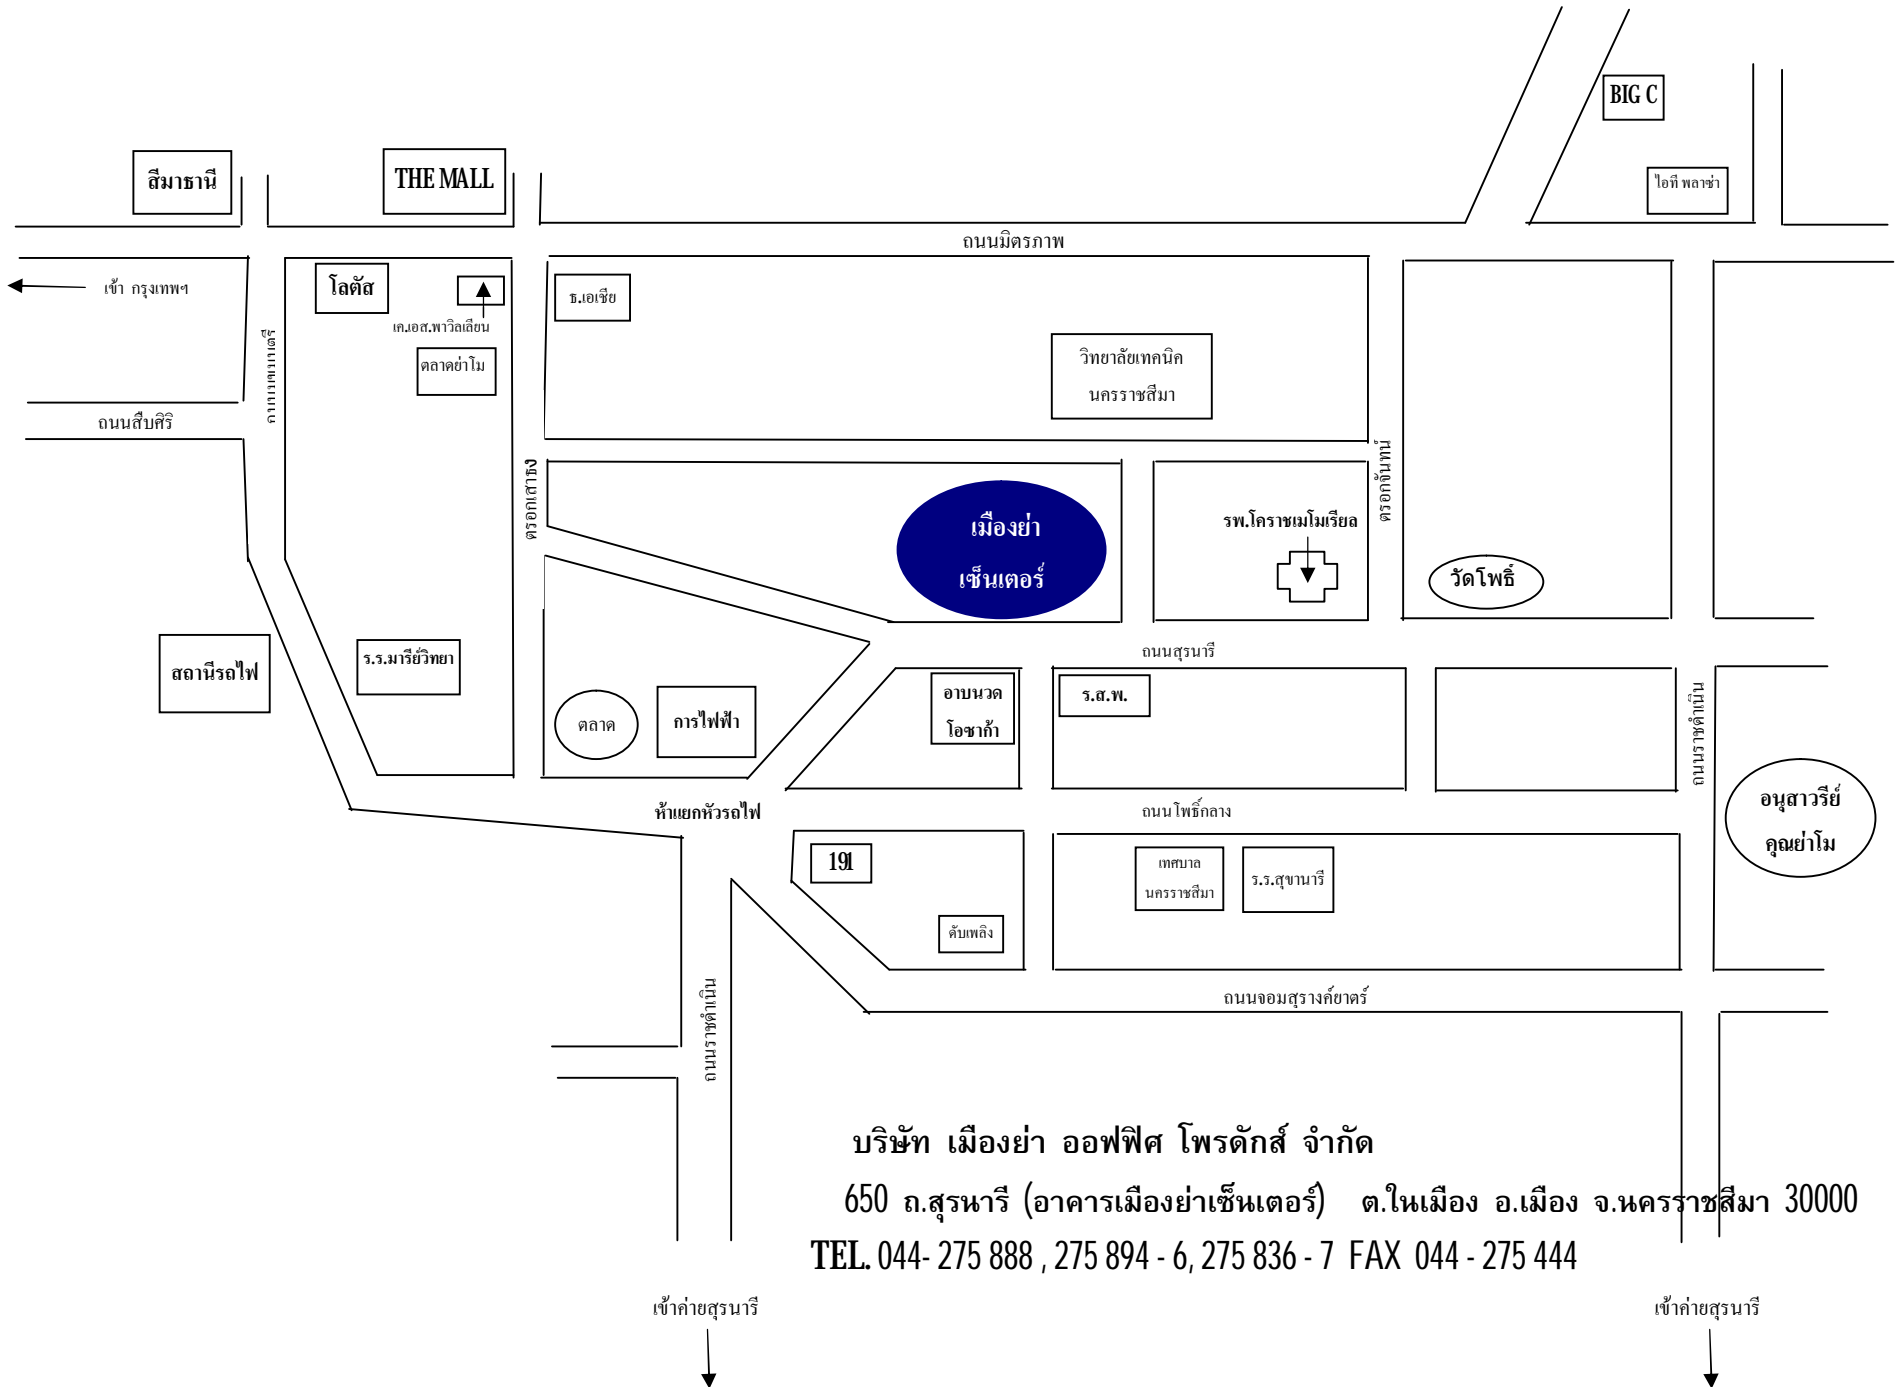 BIG C
สีมาธานี
THE MALL
ไอที พลาซ่า
ถนนมิตรภาพ
เข้า กรุงเทพฯ
โลตัส
ธ.เอเชีย
เค.เอส.พาวิลเลียน
ตลาดย่าโม
วิทยาลัยเทคนิค
นครราชสีมา
ถนนสืบศิริ
ตรอกเสาธง
ตรอกจันทน์
เมืองย่า
เซ็นเตอร์
รพ.โคราชเมโมเรียล
วัดโพธิ์
สถานีรถไฟ
ร.ร.มารีย์วิทยา
ถนนสุรนารี
ตลาด
การไฟฟ้า
อาบนวด
โอซาก้า
ร.ส.พ.
ถนนราชดำเนิน
ห้าแยกหัวรถไฟ
ถนนโพธิ์กลาง
อนุสาวรีย์
คุณย่าโม
191
เทศบาล
นครราชสีมา
ร.ร.สุขานารี
ดับเพลิง
ถนนจอมสุรางค์ยาตร์
ถนนราชดำเนิน
บริษัท เมืองย่า ออฟฟิศ โพรดักส์ จำกัด
650 ถ.สุรนารี (อาคารเมืองย่าเซ็นเตอร์) ต.ในเมือง อ.เมือง จ.นครราชสีมา 30000
TEL. 044- 275 888 , 275 894 - 6, 275 836 - 7 FAX 044 - 275 444
เข้าค่ายสุรนารี
เข้าค่ายสุรนารี